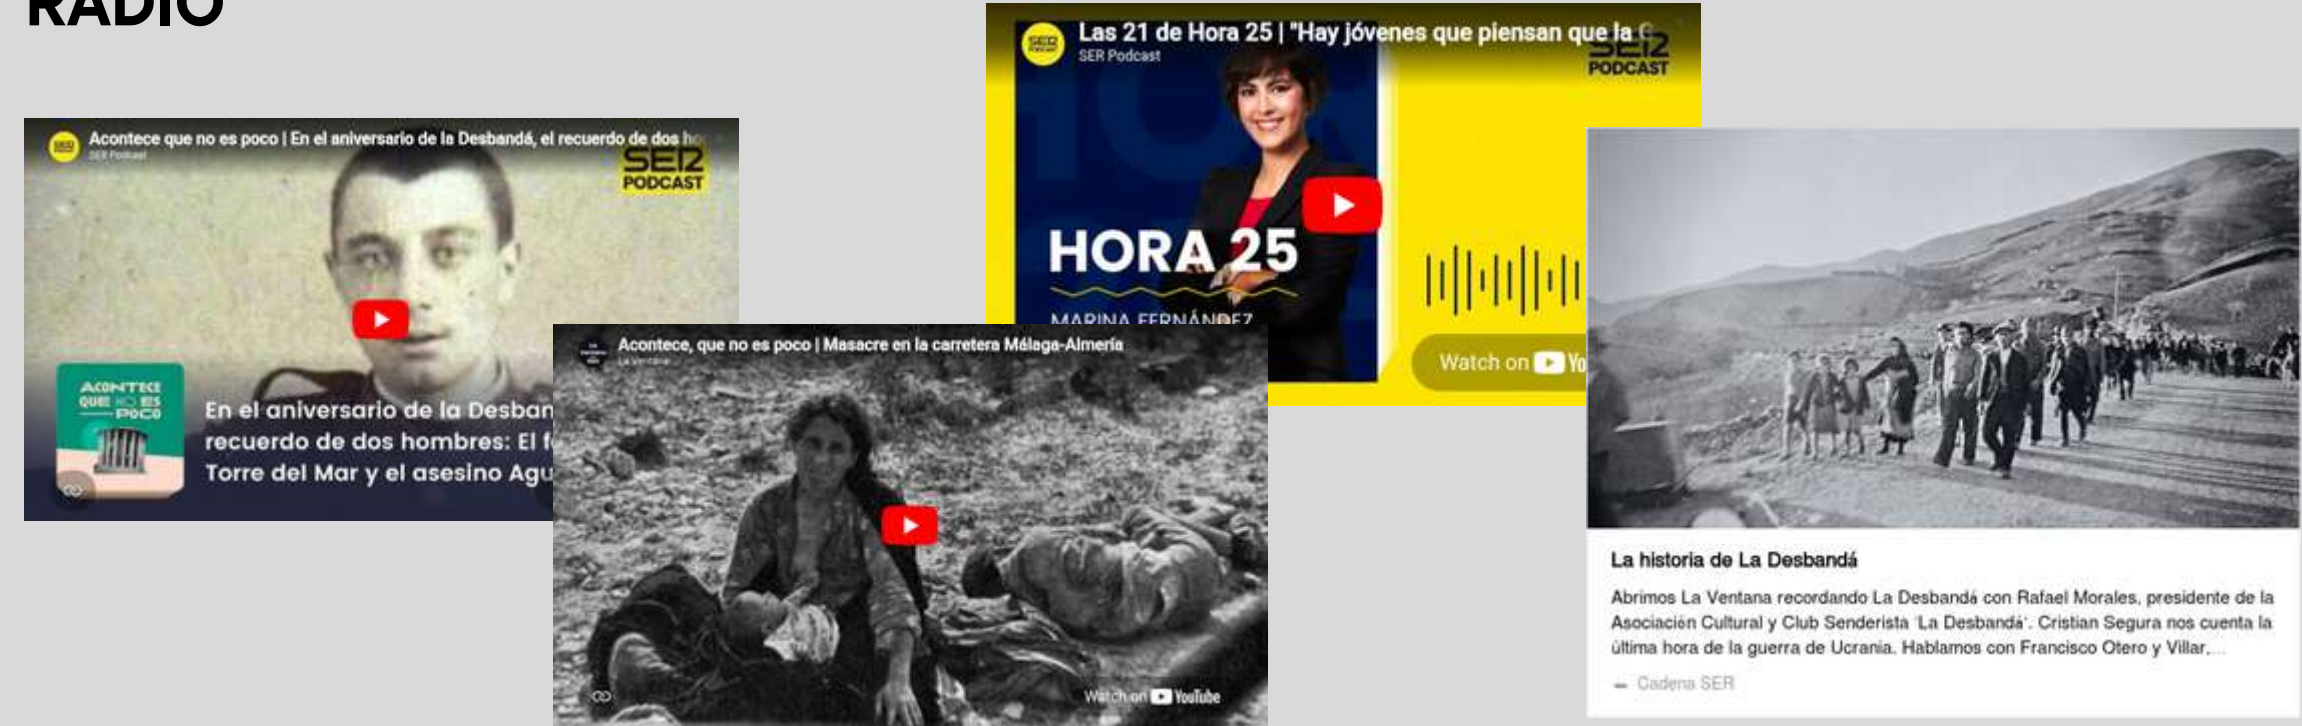 RADIO
Acontece que no es poco | En el aniversario de la Desbandá, el recuerdo de dos ho
SER Podcast
SER
PODCAST
ACONTECE
QUE NO ES
POCO
En el aniversario de la Desban
recuerdo de dos hombres: El f
Torre del Mar y el asesino Agu
Las 21 de Hora 25 | "Hay jóvenes que piensan que la
SER Podcast
SER
PODCAST
HORA 25
MARINA FERNÁNDEZ
Watch on Yo
Acontece, que no es poco | Masacre en la carretera Málaga-Almería
La Ventana
Watch on YouTube
La historia de La Desbandá
Abrimos La Ventana recordando La Desbandá con Rafael Morales, presidente de la
Asociación Cultural y Club Senderista 'La Desbandá'. Cristian Segura nos cuenta la
última hora de la guerra de Ucrania. Hablamos con Francisco Otero y Villar,...
Cadena SER